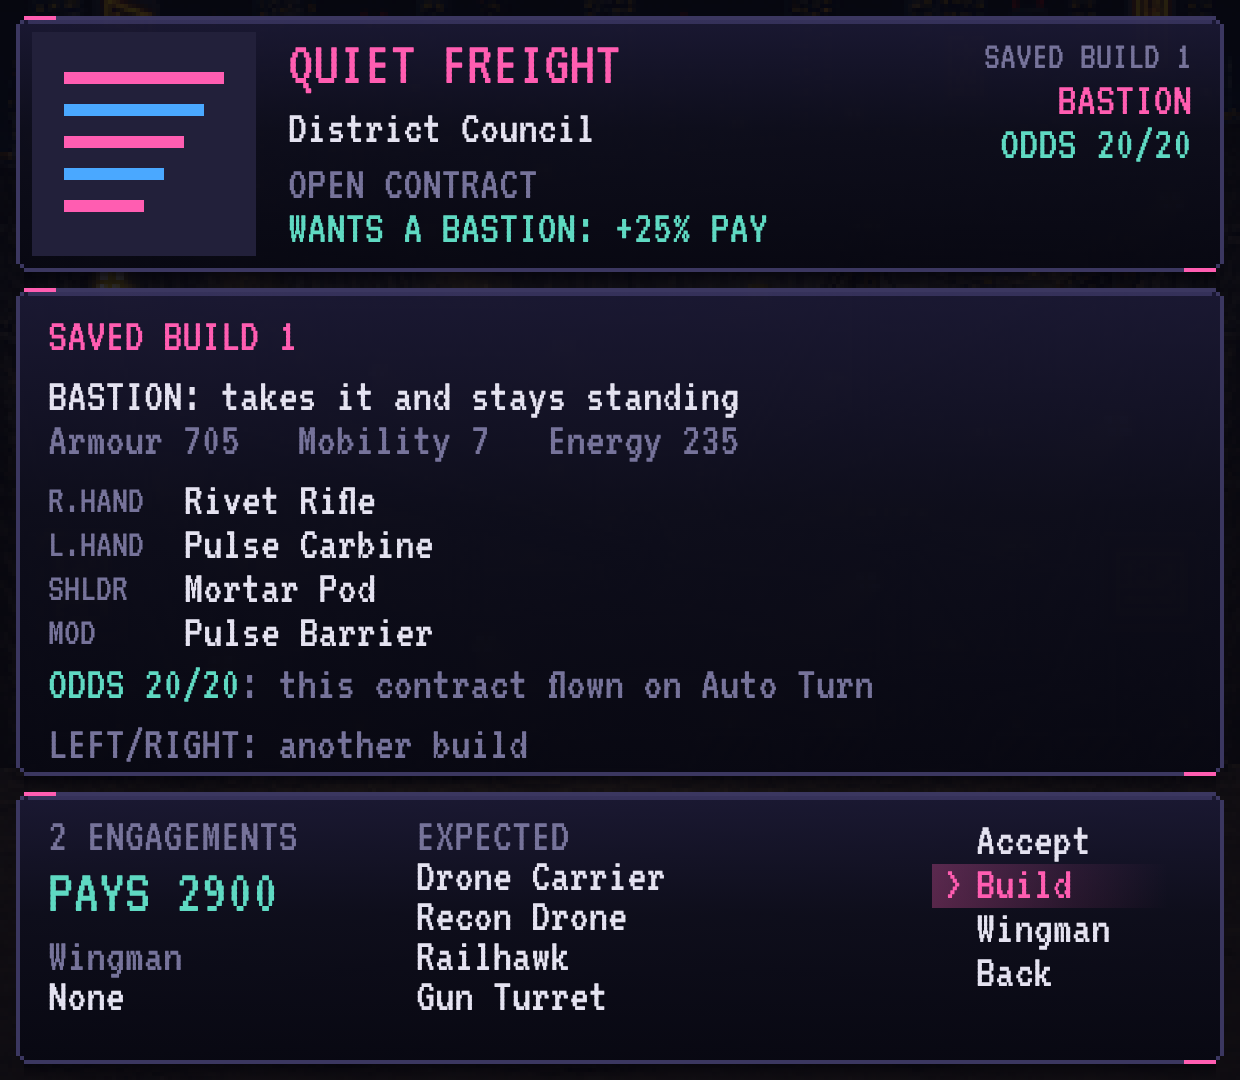 QUIET FREIGHT
District Council
OPEN CONTRACT
WANTS A BASTION: +25% PAY
SAVED BUILD 1
BASTION
ODDS 20/20
SAVED BUILD 1
BASTION: takes it and stays standing
Armour 705 Mobility 7 Energy 235
R.HAND Rivet Rifle
L.HAND Pulse Carbine
SHLDR Mortar Pod
MOD Pulse Barrier
ODDS 20/20: this contract flown on Auto Turn
LEFT/RIGHT: another build
2 ENGAGEMENTS
PAYS 2900
Wingman
None
EXPECTED
Drone Carrier
Recon Drone
Railhawk
Gun Turret
Accept
> Build
Wingman
Back